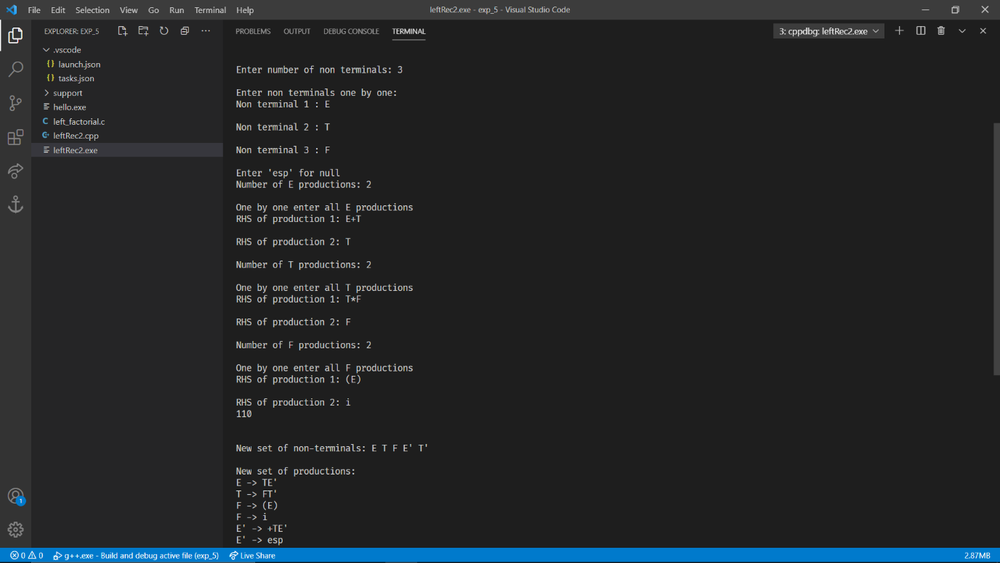 File Edit Selection View Go Run Terminal Help
leftRec2.exe - exp_5 - Visual Studio Code
EXPLORER: EXP_5
.vscode
{} launch.json
{} tasks.json
support
hello.exe
C left_factorial.c
leftRec2.cpp
leftRec2.exe
1
PROBLEMS OUTPUT DEBUG CONSOLE TERMINAL
3: cppdbg: leftRec2.exe
Enter number of non terminals: 3
Enter non terminals one by one:
Non terminal 1 : E
Non terminal 2 : T
Non terminal 3 : F
Enter 'esp' for null
Number of E productions: 2
One by one enter all E productions
RHS of production 1: E+T
RHS of production 2: T
Number of T productions: 2
One by one enter all T productions
RHS of production 1: T*F
RHS of production 2: F
Number of F productions: 2
One by one enter all F productions
RHS of production 1: (E)
RHS of production 2: i
110
New set of non-terminals: E T F E' T'
New set of productions:
E -> TE'
T -> FT'
F -> (E)
F -> i
E' -> +TE'
E' -> esp
0 0 g++.exe - Build and debug active file (exp_5) Live Share
2.87MB